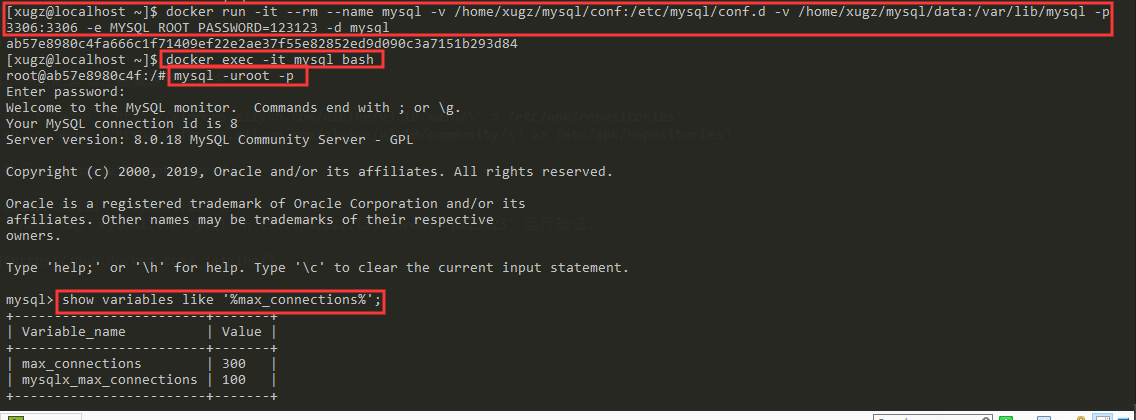 [xugz@localhost ~]$ docker run -it --rm --name mysql -v /home/xugz/mysql/conf:/etc/mysql/conf.d -v /home/xugz/mysql/data:/var/lib/mysql -p
3306:3306 -e MYSQL_ROOT_PASSWORD=123123 -d mysql
ab57e8980c4fa666c1f71409ef22e2ae37f55e82852ed9d090c3a7151b293d84
[xugz@localhost ~]$ docker exec -it mysql bash
root@ab57e8980c4f:/# mysql -uroot -p
Enter password:
Welcome to the MySQL monitor.  Commands end with ; or \g.
Your MySQL connection id is 8
Server version: 8.0.18 MySQL Community Server - GPL
Copyright (c) 2000, 2019, Oracle and/or its affiliates. All rights reserved.
Oracle is a registered trademark of Oracle Corporation and/or its
affiliates. Other names may be trademarks of their respective
owners.
Type 'help;' or '\h' for help. Type '\c' to clear the current input statement.
mysql> show variables like '%max_connections%';
+------------------------+-------+
| Variable_name          | Value |
+------------------------+-------+
| max_connections        | 300   |
| mysqlx_max_connections | 100   |
+------------------------+-------+